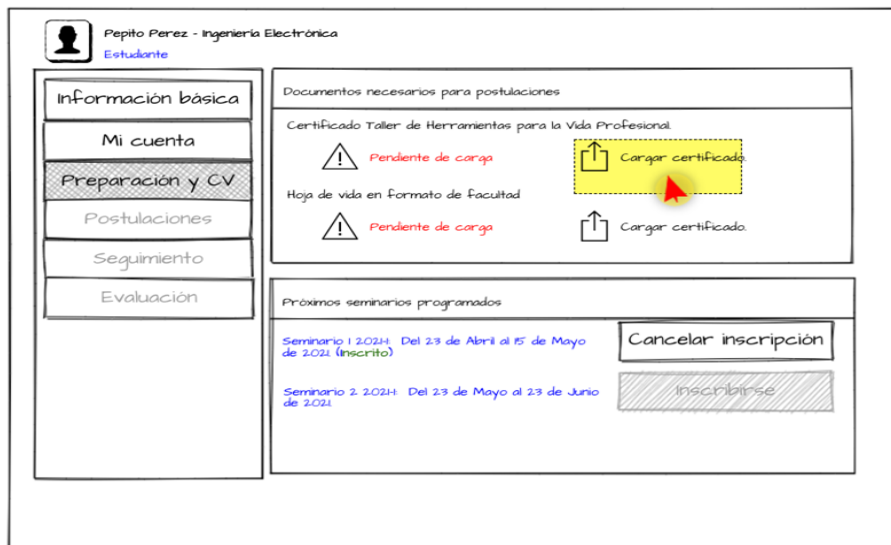 Pepito Perez - Ingeniería Electrónica
Estudiante
Información básica
Mi cuenta
Preparación y CV
Postulaciones
Seguimiento
Evaluación
Documentos necesarios para postulaciones
Certificado Taller de Herramientas para la Vida Profesional.
Pendiente de carga
Cargar certificado.
Hoja de vida en formato de facultad
Pendiente de carga
Cargar certificado.
Próximos seminarios programados
Seminario 1 2021-1: Del 23 de Abril al 15 de Mayo
de 2021. (Inscrito)
Cancelar inscripción
Seminario 2 2021-1: Del 23 de Mayo al 23 de Junio
de 2021.
Inscribirse